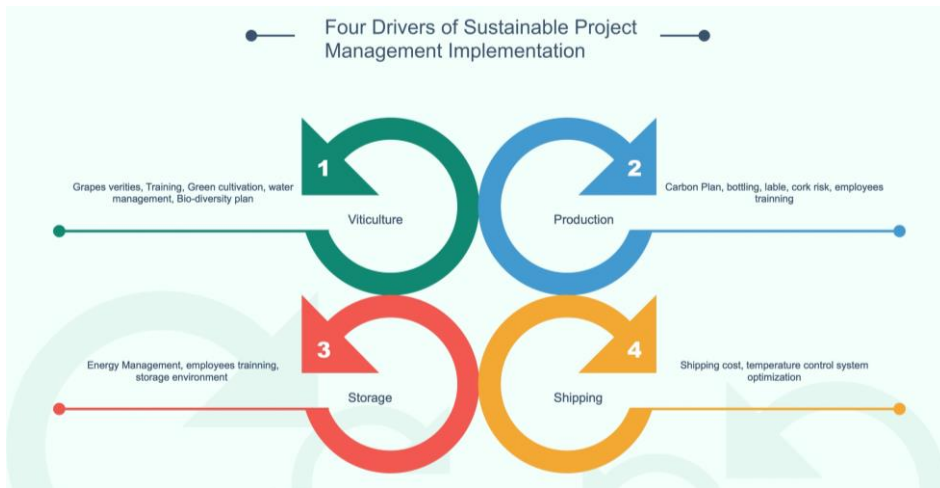 Four Drivers of Sustainable Project
Management Implementation
1
Grapes verities, Training, Green cultivation, water
management, Bio-diversity plan
Viticulture
2
Carbon Plan, bottling, lable, cork risk, employees
trainning
Production
3
Energy Management, employees trainning,
storage environment
Storage
4
Shipping cost, temperature control system
optimization
Shipping